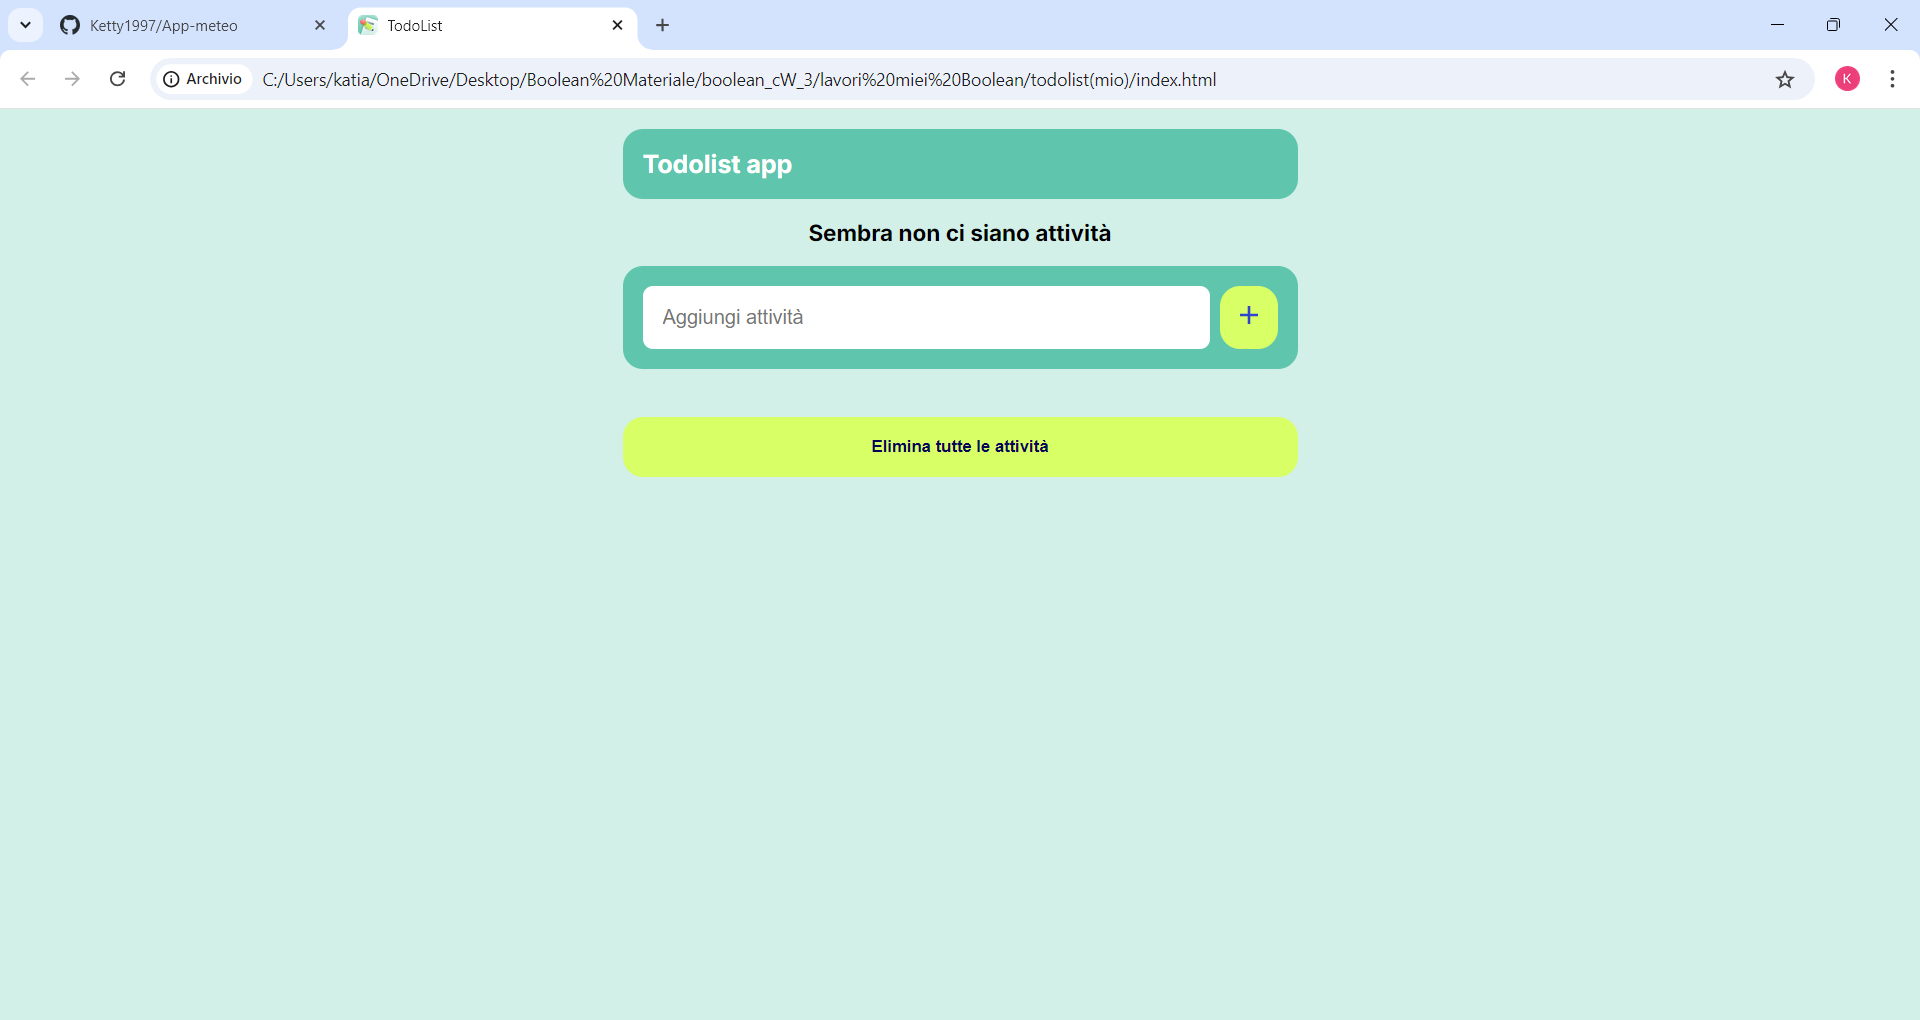 Ketty1997/App-meteo
TodoList
Archivio
C:/Users/katia/OneDrive/Desktop/Boolean%20Materiale/boolean_cW_3/lavori%20miei%20Boolean/todolist(mio)/index.html
K
Todolist app
Sembra non ci siano attività
Aggiungi attività
+
Elimina tutte le attività